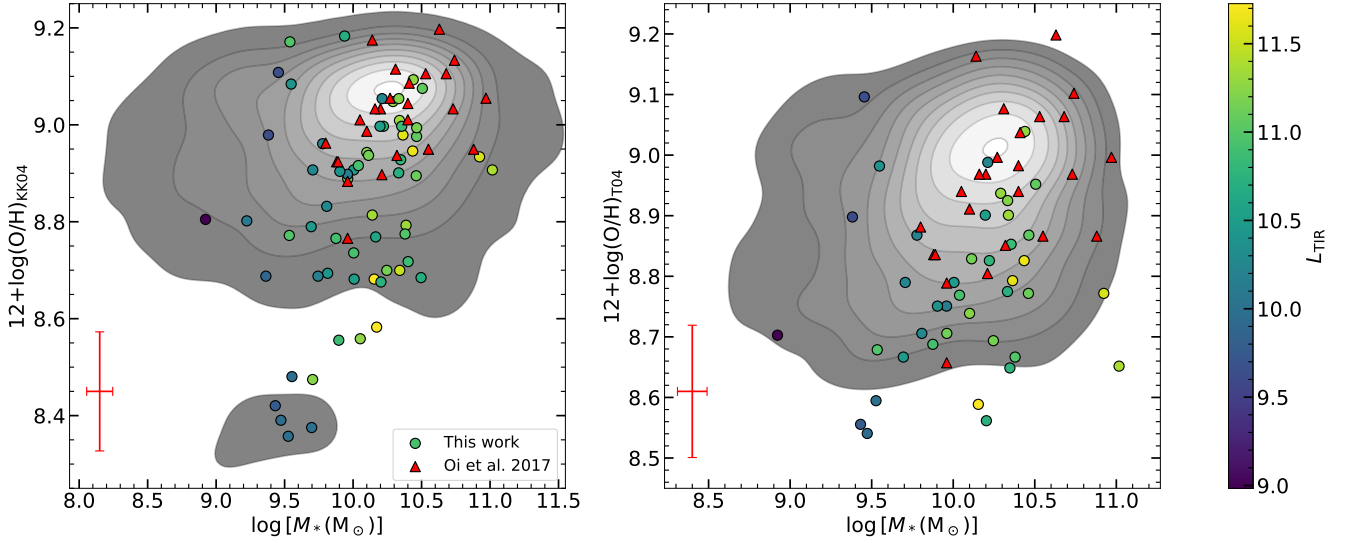 9.2
9.0
8.8
8.6
8.4
12+log(O/H)KK04
8.0 8.5 9.0 9.5 10.0 10.5 11.0 11.5
log [M*(M⊙)]
This work
Oi et al. 2017
9.2
9.1
9.0
8.9
8.8
8.7
8.6
8.5
12+log(O/H)T04
8.5 9.0 9.5 10.0 10.5 11.0
log [M*(M⊙)]
11.5
11.0
10.5
10.0
9.5
9.0
LTIR